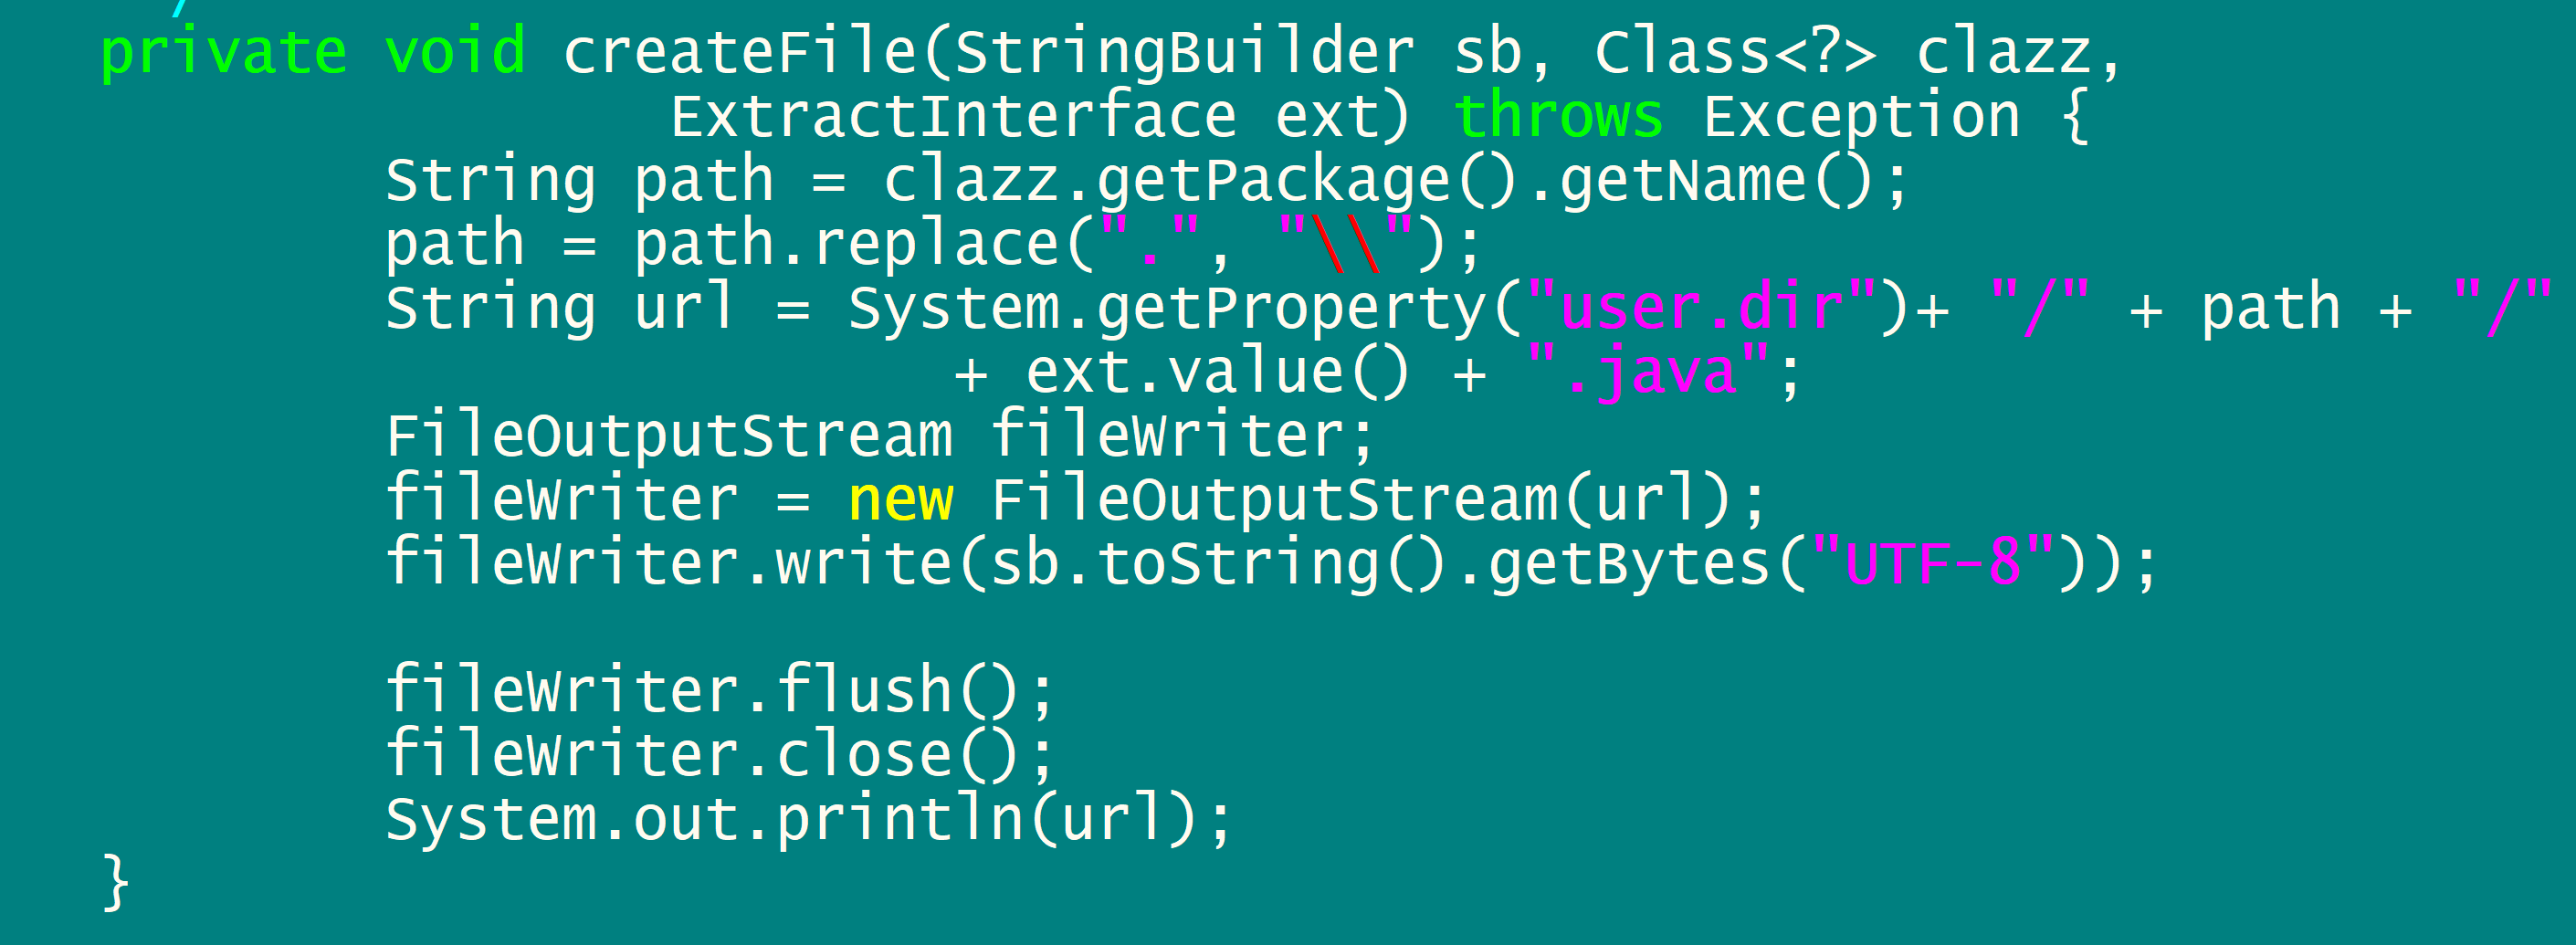 /
private void createFile(StringBuilder sb, Class<?> clazz,
                ExtractInterface ext) throws Exception {
        String path = clazz.getPackage().getName();
        path = path.replace(".", "\\");
        String url = System.getProperty("user.dir")+ "/" + path + "/"
                        + ext.value() + ".java";
        FileOutputStream fileWriter;
        fileWriter = new FileOutputStream(url);
        fileWriter.write(sb.toString().getBytes("UTF-8"));

        fileWriter.flush();
        fileWriter.close();
        System.out.println(url);
}